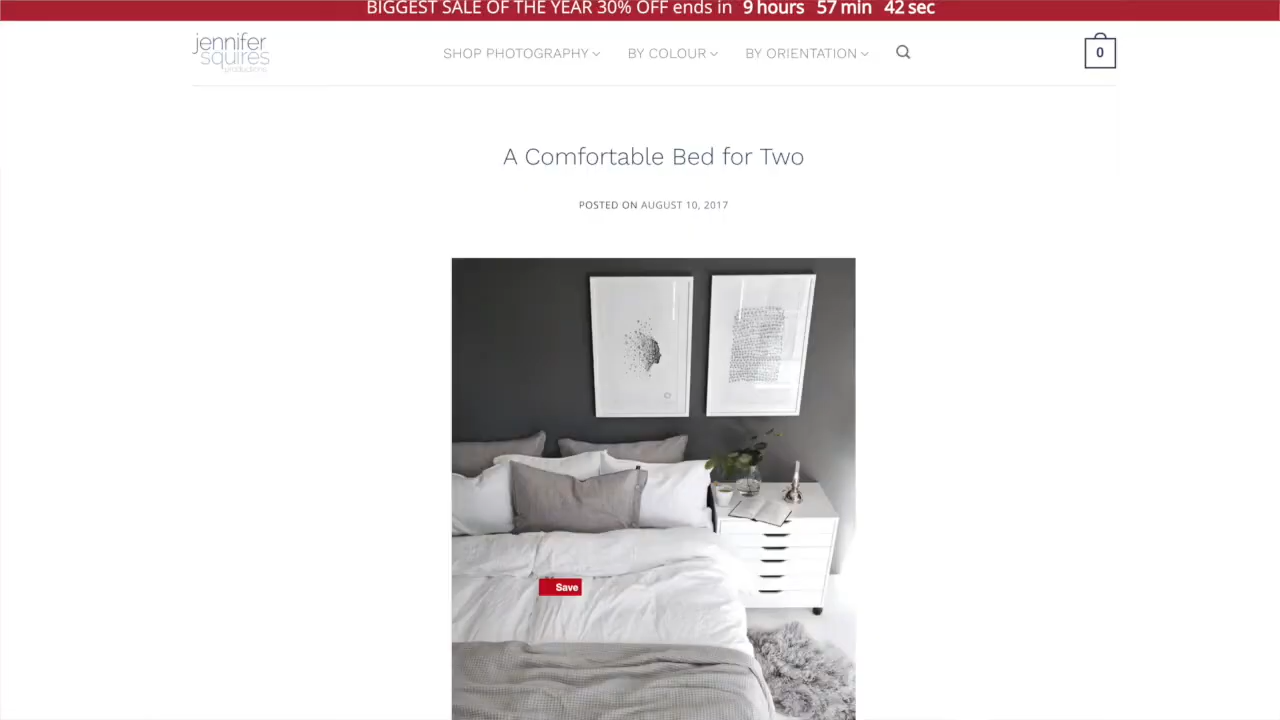 BIGGEST SALE OF THE YEAR 30% OFF ends in 9 hours 57 min 42 sec
jennifer
squires
productions
SHOP PHOTOGRAPHY BY COLOUR BY ORIENTATION
0
A Comfortable Bed for Two
POSTED ON AUGUST 10, 2017
Save